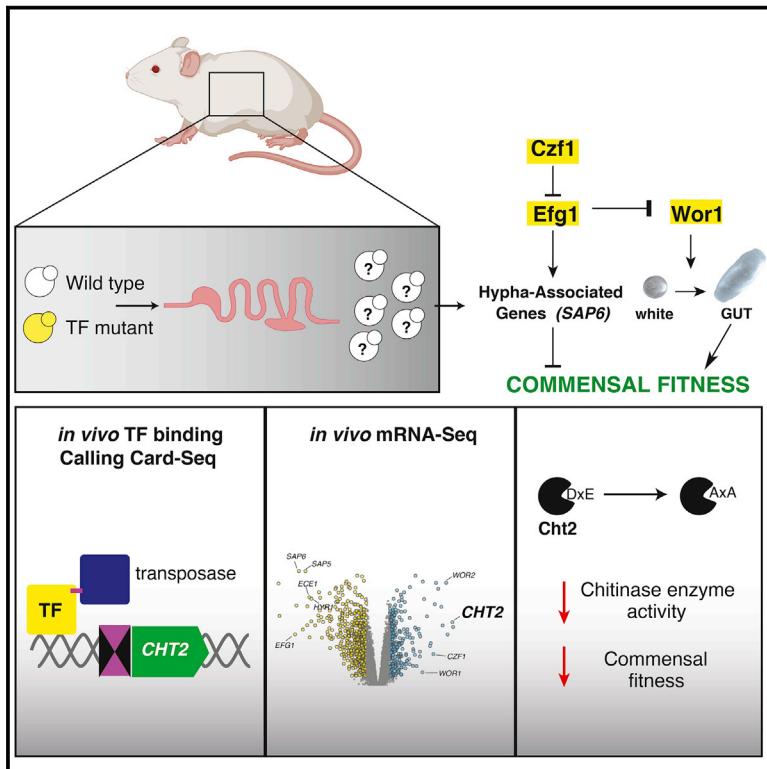 Czf1
Efg1
Wor1
Wild type
TF mutant
?
?
?
?
?
?
Hypha-Associated
Genes (SAP6)
white
GUT
COMMENSAL FITNESS
in vivo TF binding
Calling Card-Seq
transposase
TF
CHT2
in vivo mRNA-Seq
SAP6
SAP5
ECE1
HYR1
EFG1
WOR2
CHT2
CZF1
WOR1
DxE
AxA
Cht2
Chitinase enzyme
activity
Commensal
fitness